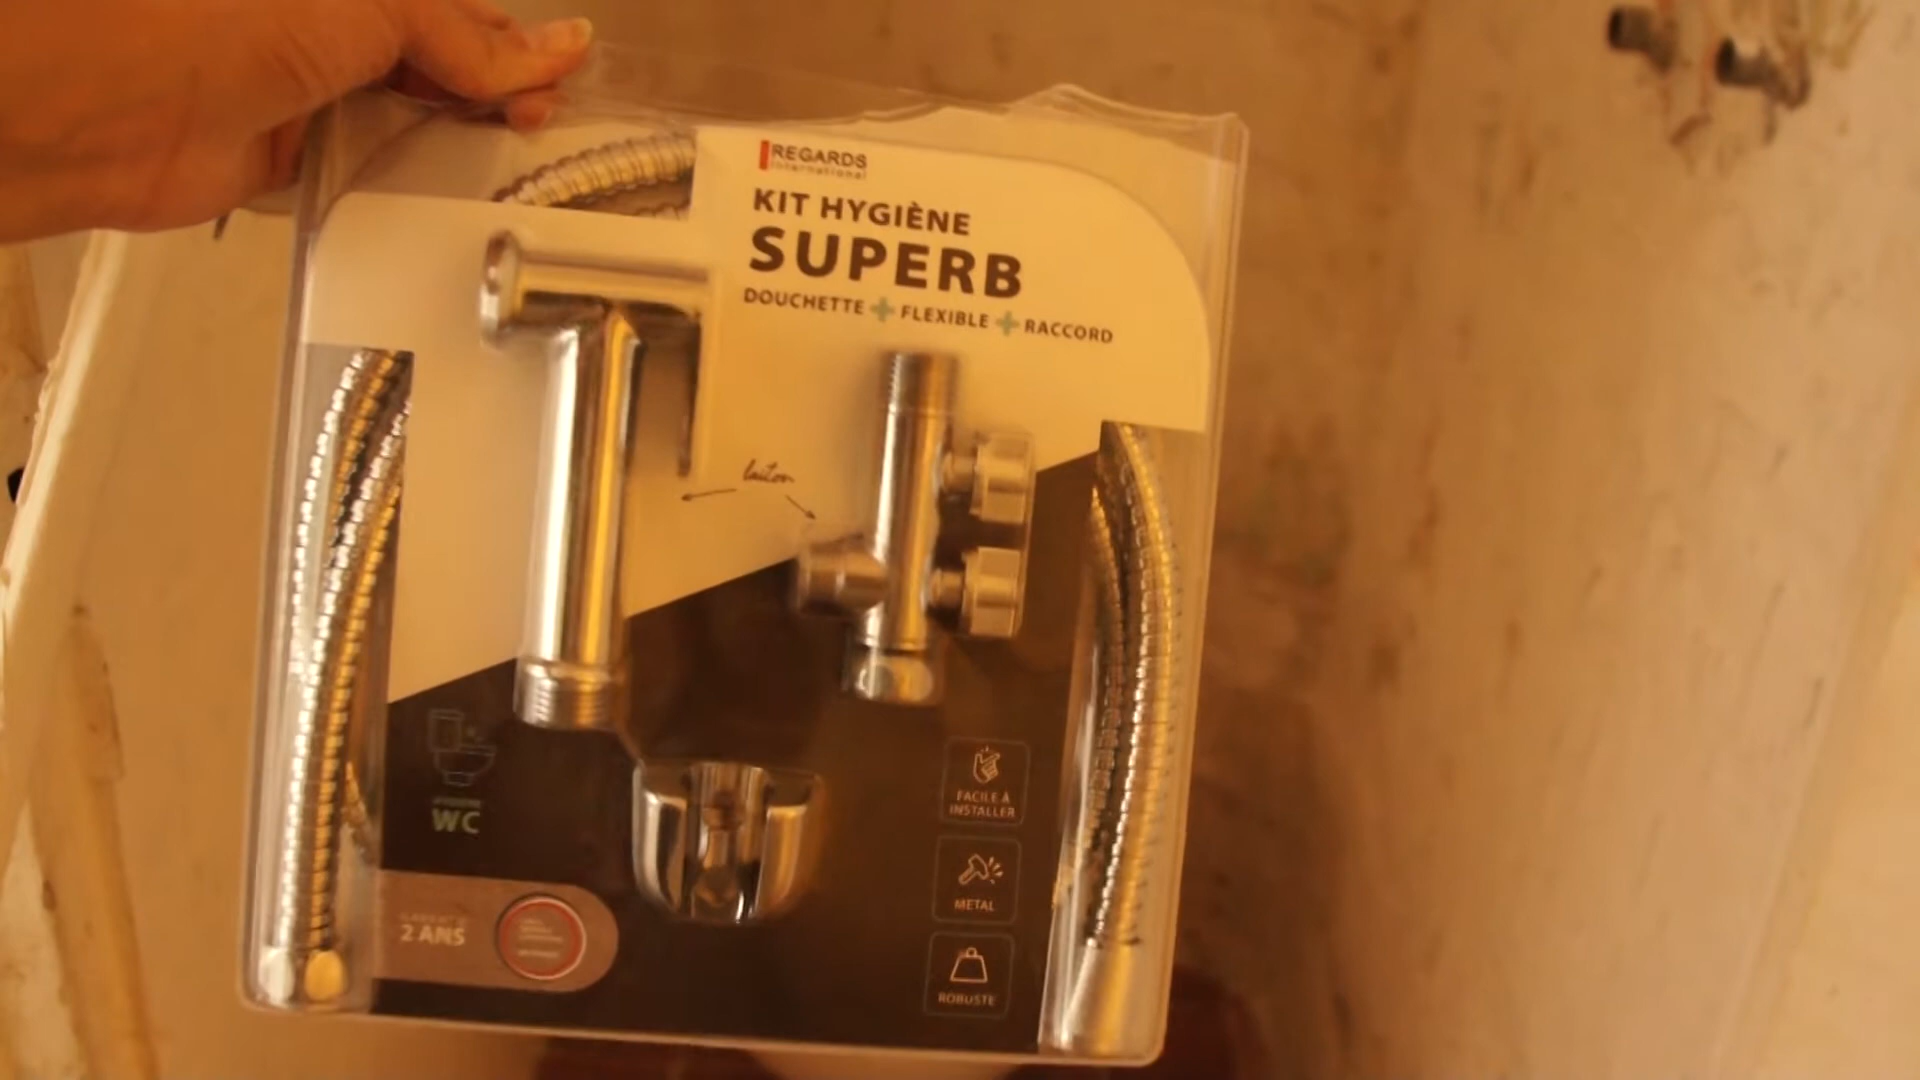 REGARDS
international
KIT HYGIÈNE
SUPERB
DOUCHETTE + FLEXIBLE + RACCORD
laiton
WC
FACILE À
INSTALLER
METAL
ROBUSTE
2 ANS